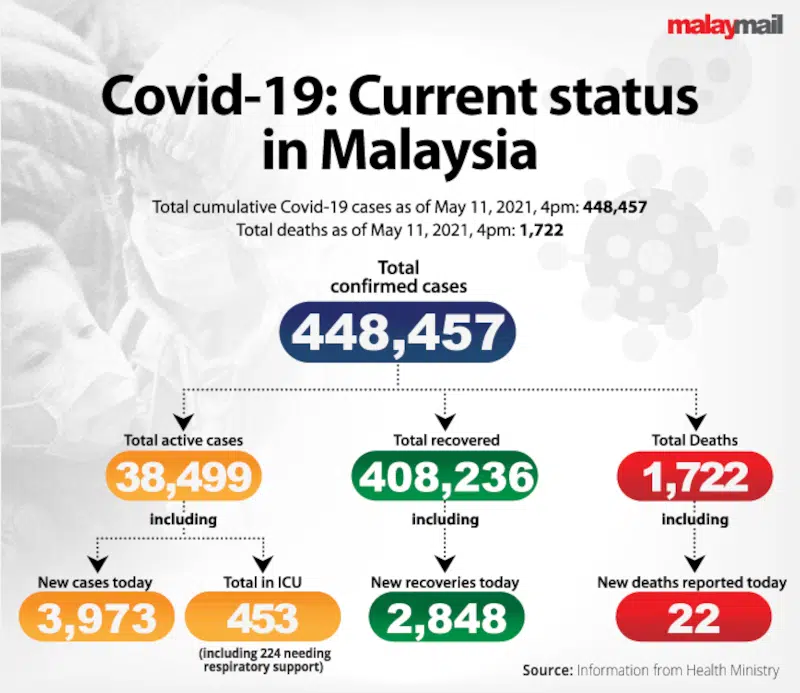 malaymail
Covid-19: Current status
in Malaysia
Total cumulative Covid-19 cases as of May 11, 2021, 4pm: 448,457
Total deaths as of May 11, 2021, 4pm: 1,722
Total
confirmed cases
448,457
Total active cases
38,499
including
New cases today
3,973
Total in ICU
453
(including 224 needing
respiratory support)
Total recovered
408,236
including
New recoveries today
2,848
Total Deaths
1,722
including
New deaths reported today
22
Source: Information from Health Ministry